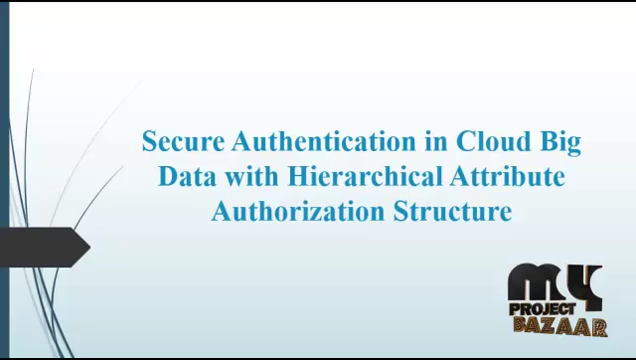 Secure Authentication in Cloud Big
Data with Hierarchical Attribute
Authorization Structure
my
PROJECT
BAZAAR